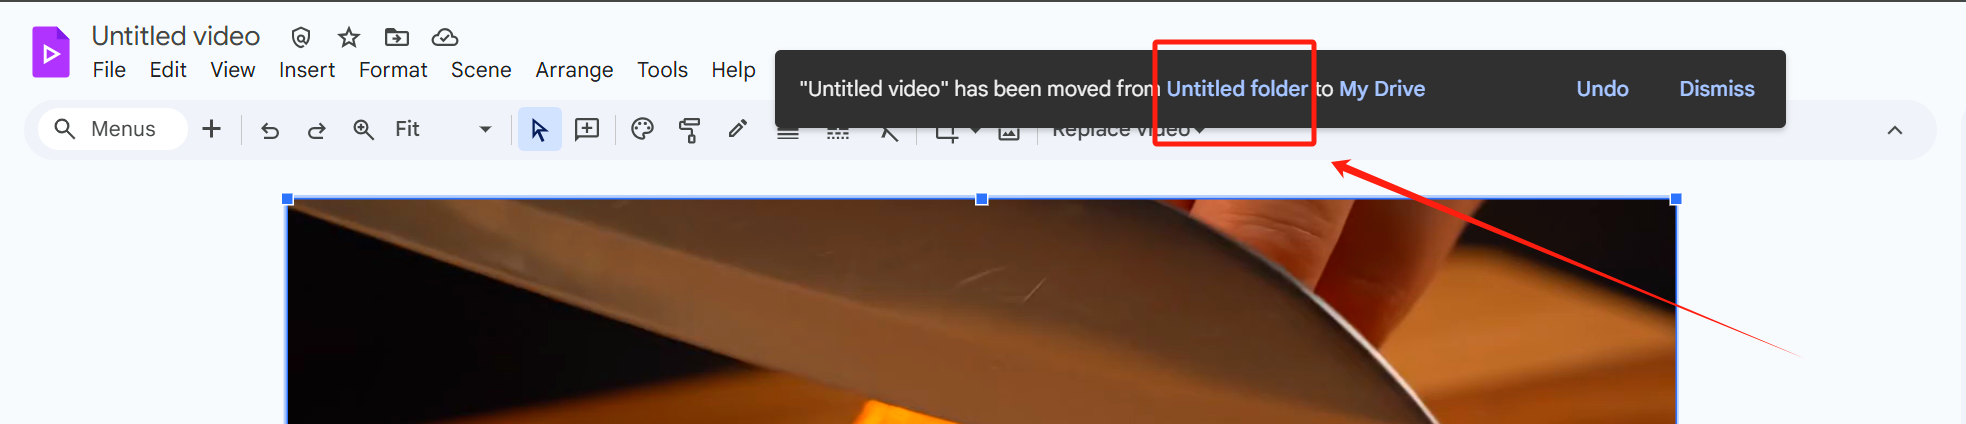 Untitled video
File Edit View Insert Format Scene Arrange Tools Help
"Untitled video" has been moved from Untitled folder to My Drive Undo Dismiss
Menus Fit Replace video